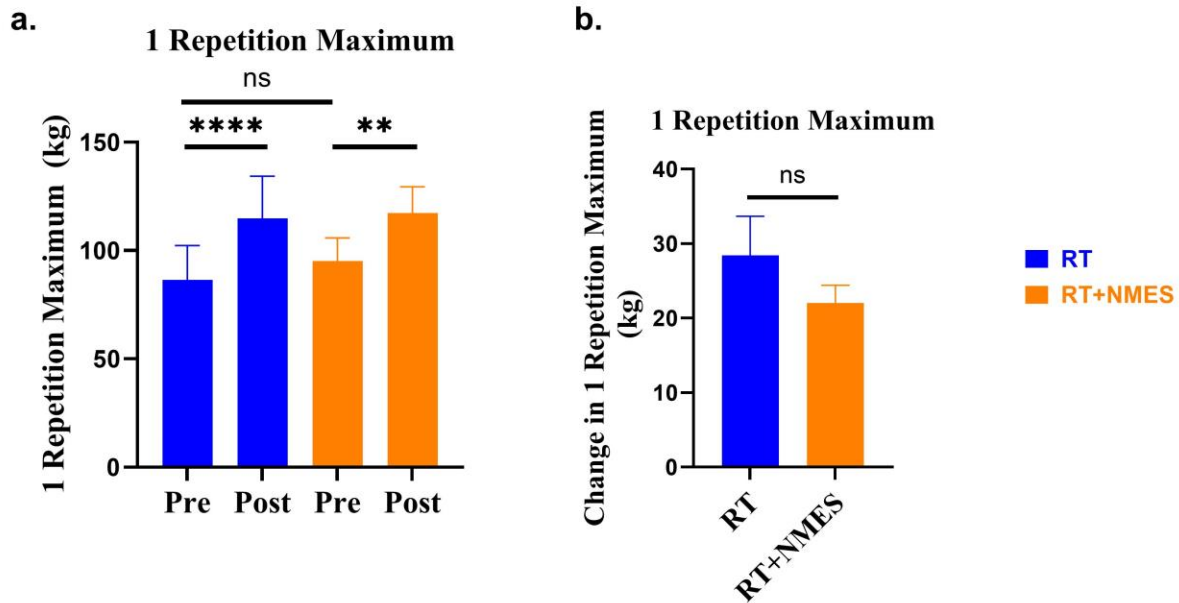 a.
1 Repetition Maximum
ns
**** **
1 Repetition Maximum (kg)
150
100
50
0
Pre Post Pre Post
b.
1 Repetition Maximum
ns
Change in 1 Repetition Maximum
(kg)
40
30
20
10
0
RT
RT+NMES
RT
RT+NMES